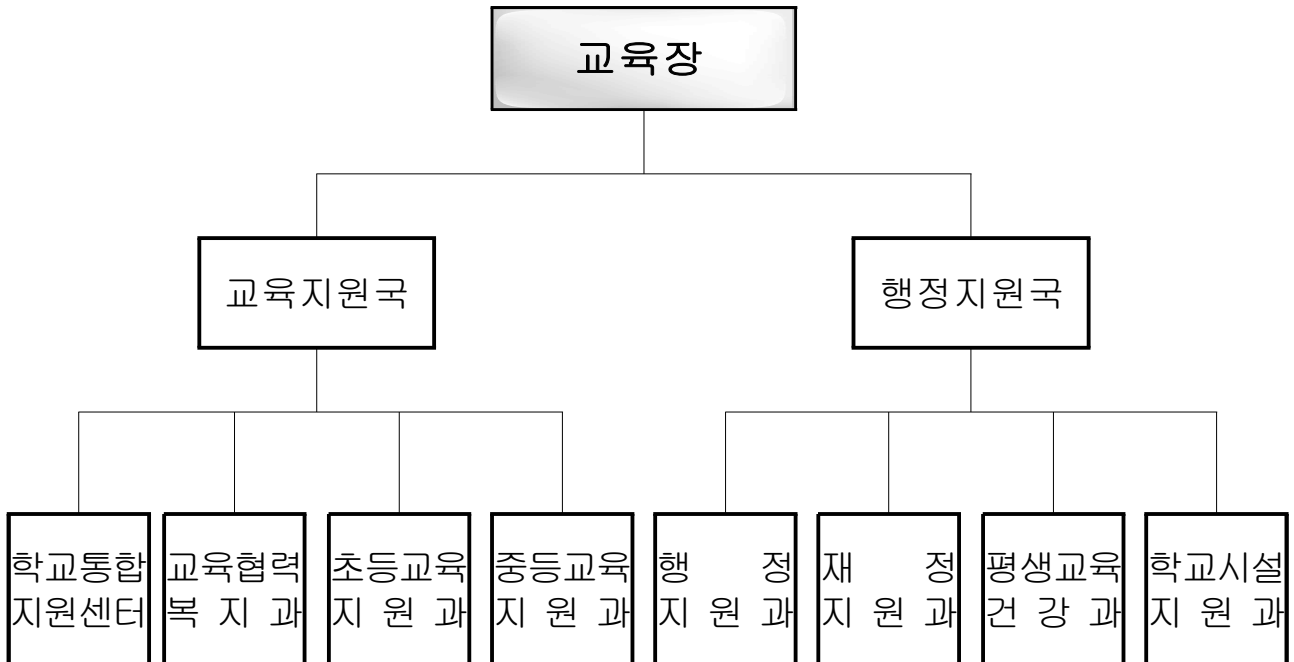 교육장
교육지원국
행정지원국
학교통합
지원센터
교육협력
복 지 과
초등교육
지 원 과
중등교육
지 원 과
행 정
지 원 과
재 정
지 원 과
평생교육
건 강 과
학교시설
지 원 과